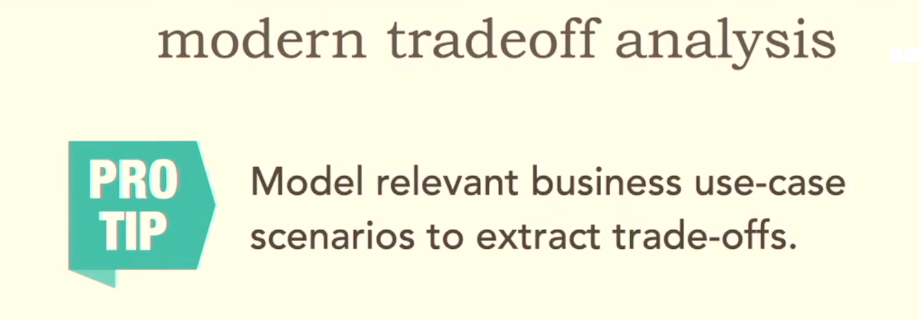 modern tradeoff analysis
PRO
TIP
Model relevant business use-case
scenarios to extract trade-offs.